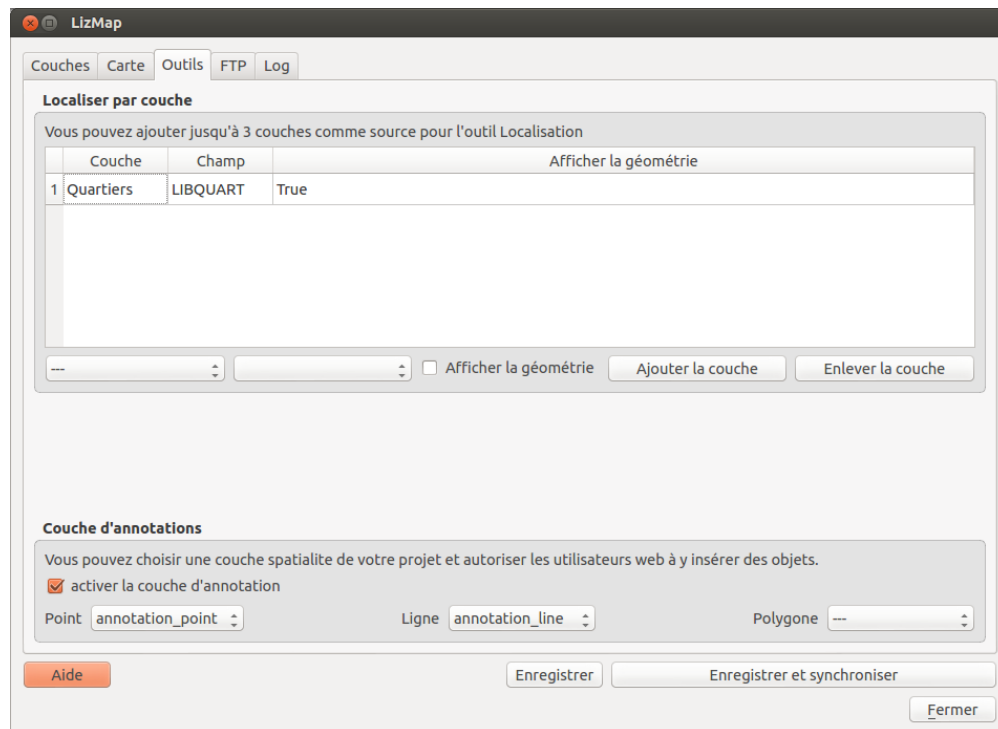 LizMap
Couches Carte Outils FTP Log
Localiser par couche
Vous pouvez ajouter jusqu'à 3 couches comme source pour l'outil Localisation
Couche Champ Afficher la géométrie
1 Quartiers LIBQUART True
--- Afficher la géométrie Ajouter la couche Enlever la couche
Couche d'annotations
Vous pouvez choisir une couche spatialite de votre projet et autoriser les utilisateurs web à y insérer des objets.
activer la couche d'annotation
Point annotation_point Ligne annotation_line Polygone ---
Aide Enregistrer Enregistrer et synchroniser
Fermer